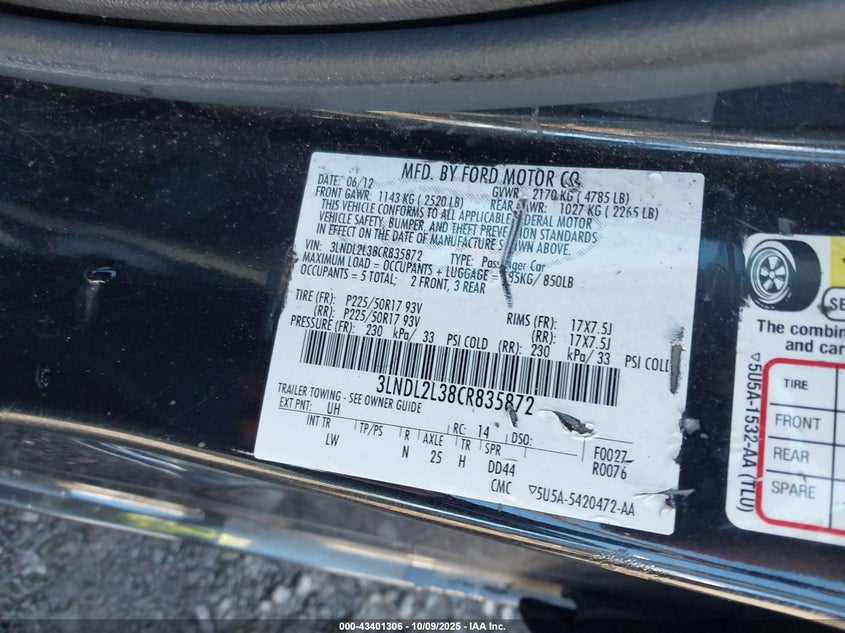 MFD. BY FORD MOTOR CO.
DATE: 06/12 GVWR: 2170 KG ( 4785 LB)
FRONT GAWR: 1143 KG ( 2520 LB) REAR GAWR: 1027 KG ( 2265 LB)
THIS VEHICLE CONFORMS TO ALL APPLICABLE FEDERAL MOTOR
VEHICLE SAFETY, BUMPER, AND THEFT PREVENTION STANDARDS
IN EFFECT ON THE DATE OF MANUFACTURE SHOWN ABOVE
VIN: 3LNDL2L38CR835872 TYPE: Passenger Car
MAXIMUM LOAD = OCCUPANTS + LUGGAGE = 385KG/ 850LB
OCCUPANTS = 5 TOTAL; 2 FRONT, 3 REAR
TIRE (FR): P225/50R17 93V RIMS (FR): 17X7.5J
(RR): P225/50R17 93V (RR): 17X7.5J
PRESSURE (FR): 230 kPa/ 33 PSI COLD (RR): 230 kPa/ 33 PSI COLD
3LNDL2L38CR835872
TRAILER TOWING - SEE OWNER GUIDE
EXT PNT: UH RC: 14 DSO: F0027
INT TR TP/PS R AXLE TR SPR R0076
LW N 25 H DD44
CMC ▽5U5A-5420472-AA
The combin
and car
TIRE
FRONT
REAR
SPARE
▽5U5A-1532-AA (TLU)
000-43401306 | 10/09/2025 | IAA Inc.